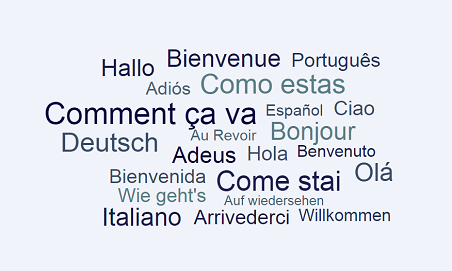 Hallo Bienvenue Português
Adiós Como estas
Comment ça va Español Ciao
Deutsch Au Revoir Bonjour
Adeus Hola Benvenuto
Bienvenida Come stai Olá
Wie geht's Auf wiedersehen
Italiano Arrivederci Willkommen